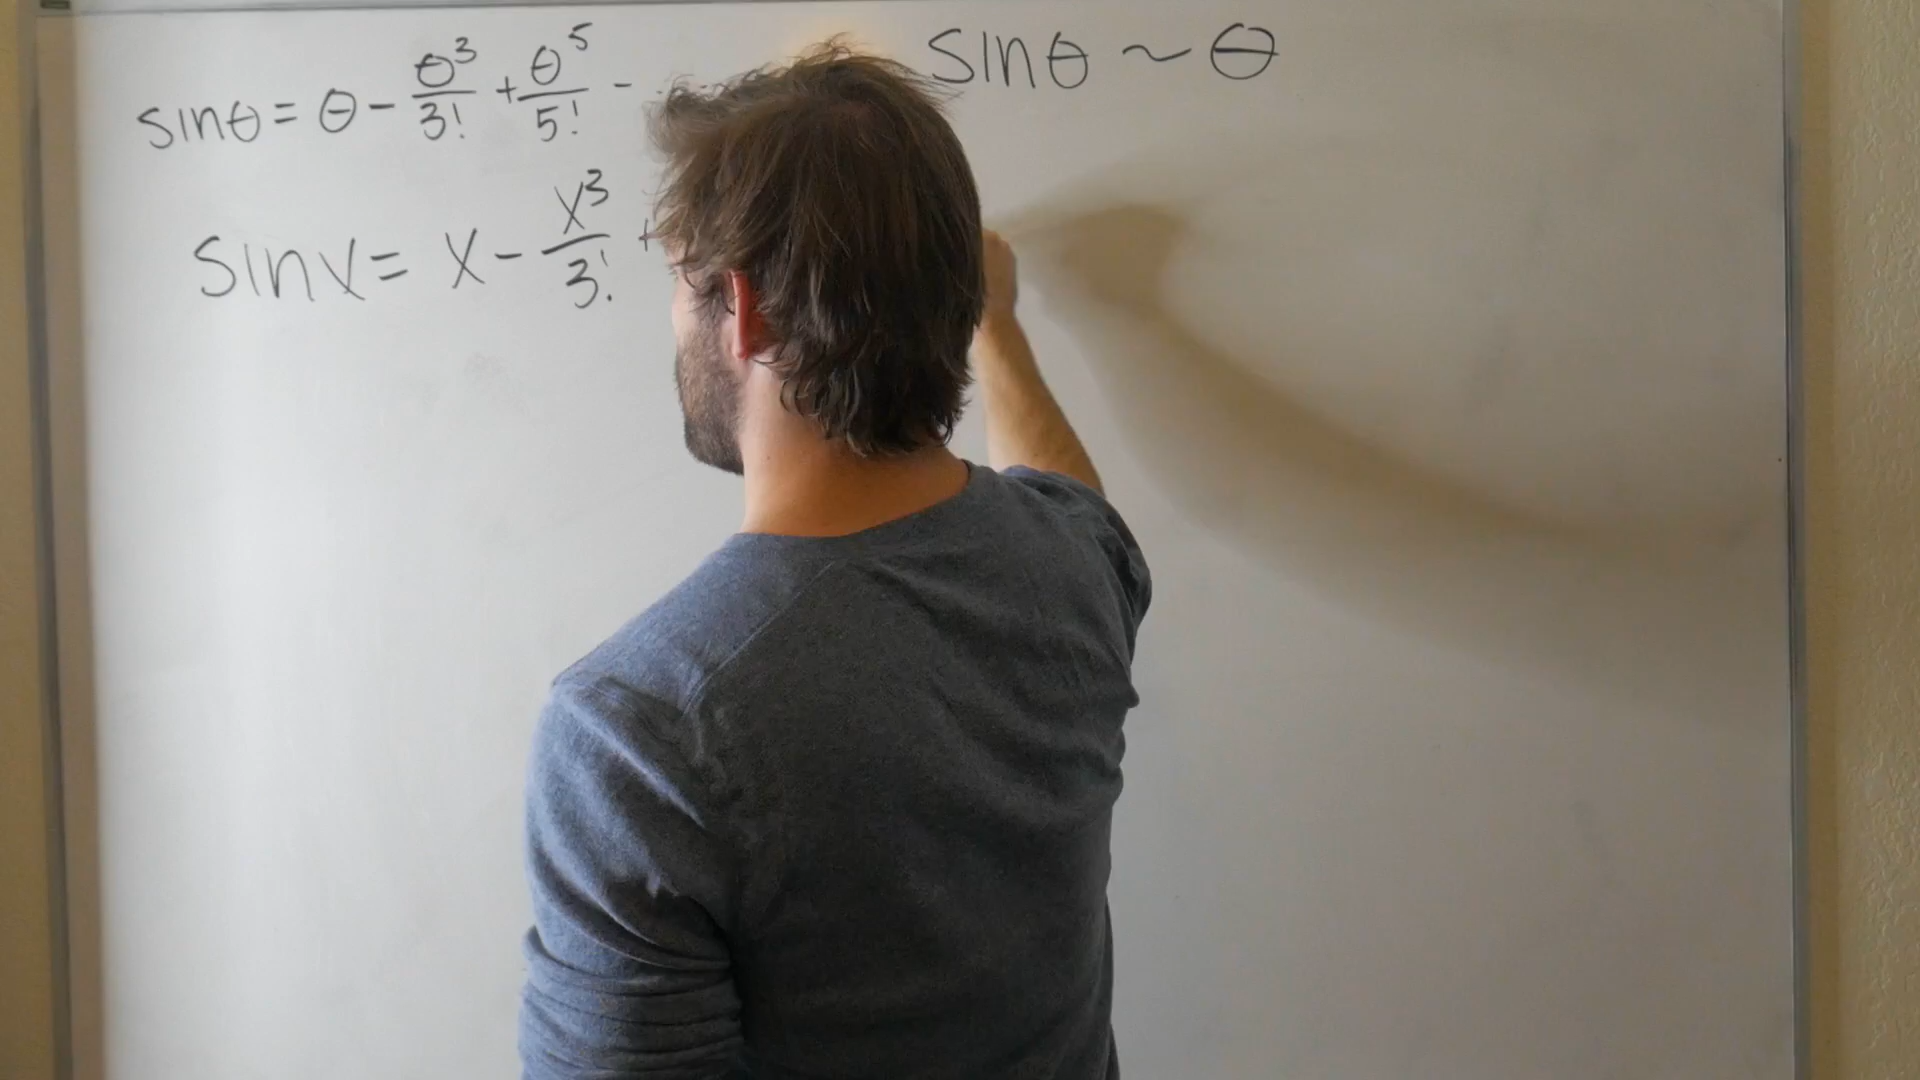 sinθ = θ - θ³/3! + θ⁵/5! - ...
sinθ ~ θ
sinx = x - x³/3! +